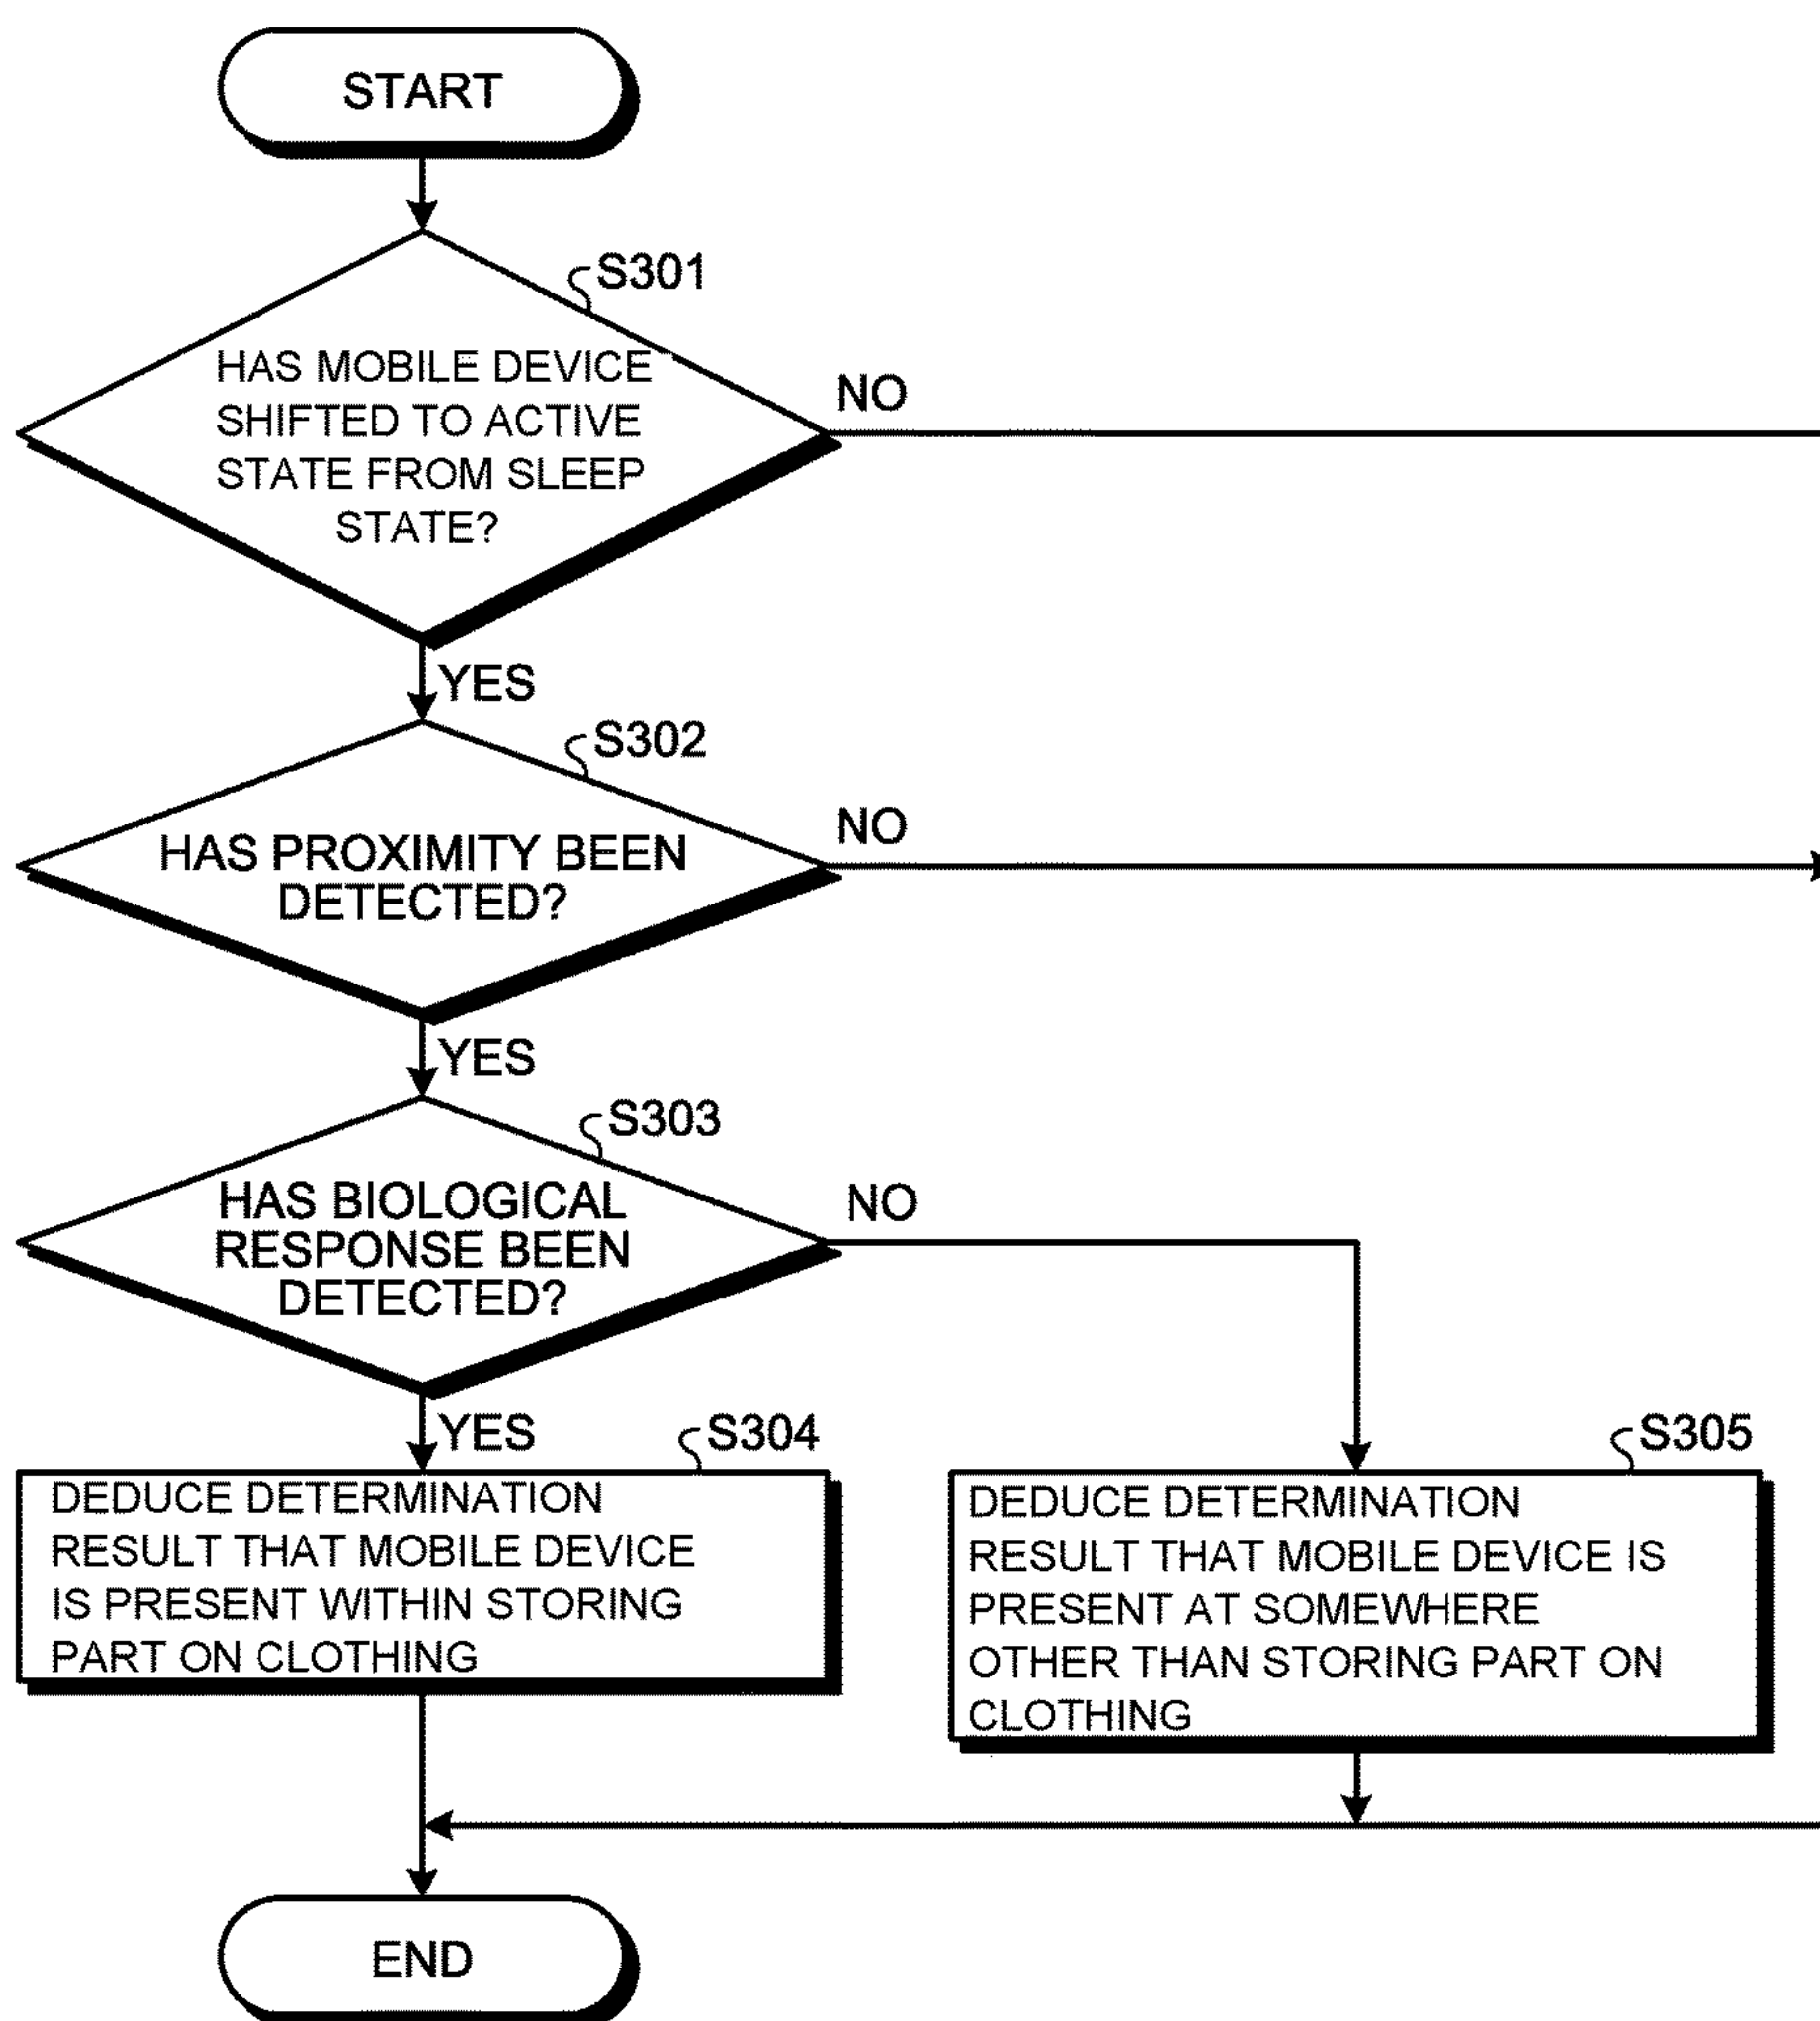 START
S301
HAS MOBILE DEVICE
SHIFTED TO ACTIVE
STATE FROM SLEEP
STATE?
NO
YES
S302
HAS PROXIMITY BEEN
DETECTED?
NO
YES
S303
HAS BIOLOGICAL
RESPONSE BEEN
DETECTED?
NO
YES
S304
DEDUCE DETERMINATION
RESULT THAT MOBILE DEVICE
IS PRESENT WITHIN STORING
PART ON CLOTHING
S305
DEDUCE DETERMINATION
RESULT THAT MOBILE DEVICE IS
PRESENT AT SOMEWHERE
OTHER THAN STORING PART ON
CLOTHING
END